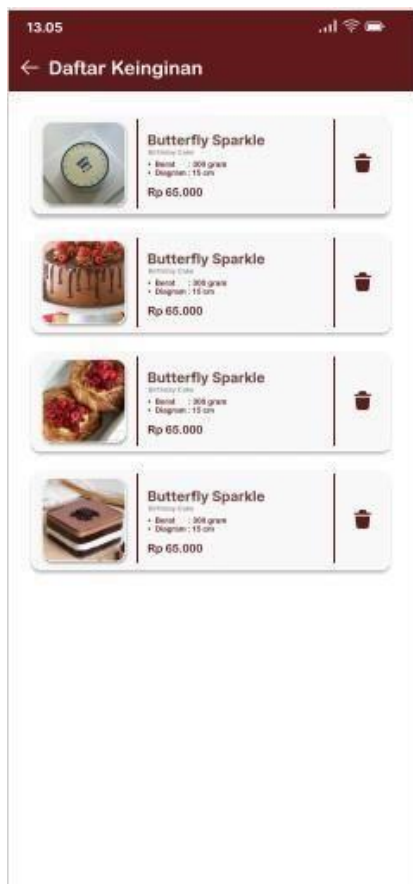 13.05
Daftar Keinginan
Butterfly Sparkle
Birthday Cake
• Berat : 300 gram
• Diagram : 15 cm
Rp 65.000
Butterfly Sparkle
Birthday Cake
• Berat : 300 gram
• Diagram : 15 cm
Rp 65.000
Butterfly Sparkle
Birthday Cake
• Berat : 300 gram
• Diagram : 15 cm
Rp 65.000
Butterfly Sparkle
Birthday Cake
• Berat : 300 gram
• Diagram : 15 cm
Rp 65.000